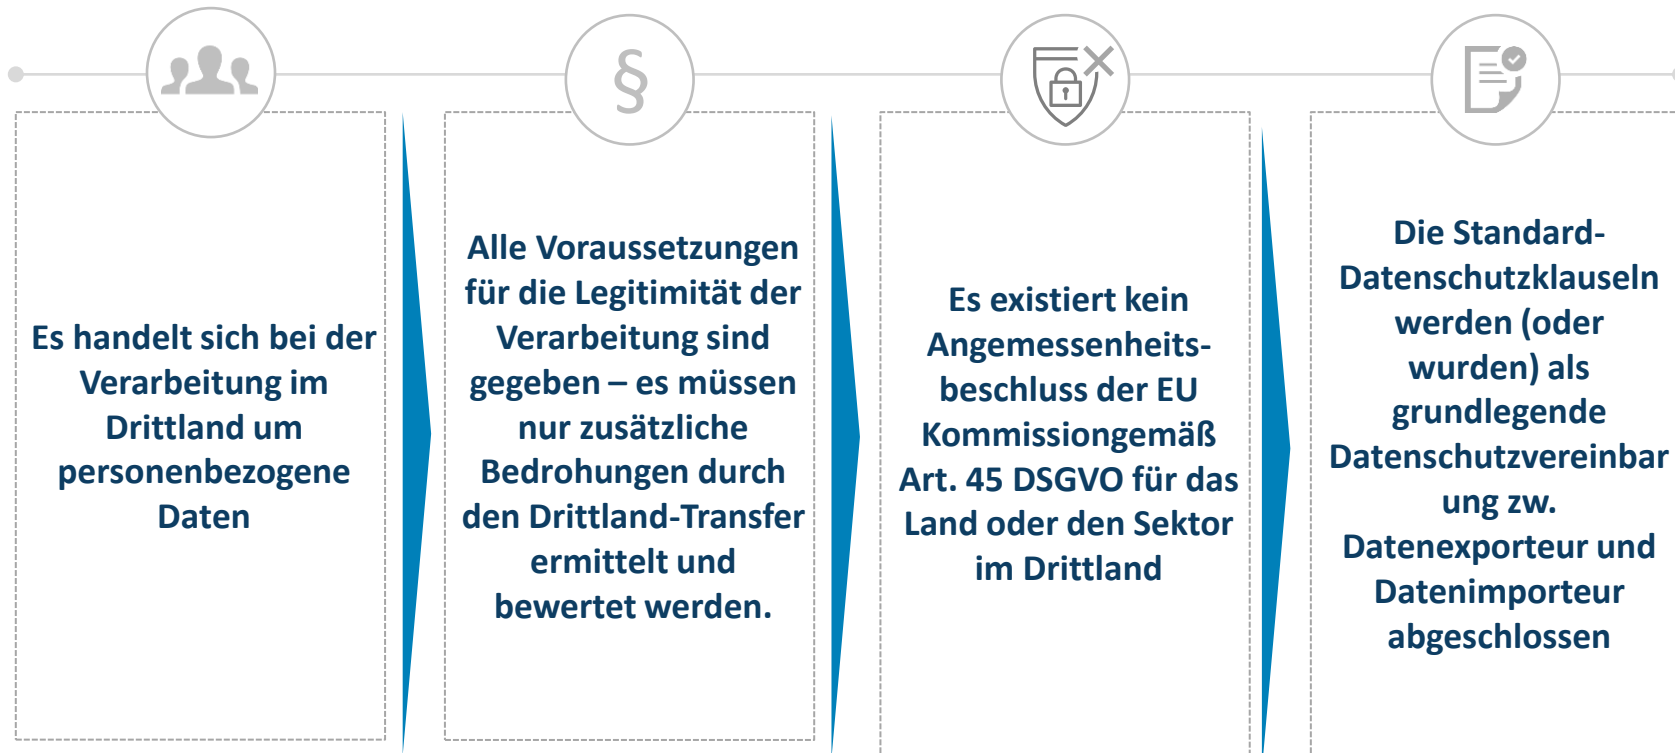 §
Es handelt sich bei der
Verarbeitung im
Drittland um
personenbezogene
Daten
Alle Voraussetzungen
für die Legitimität der
Verarbeitung sind
gegeben – es müssen
nur zusätzliche
Bedrohungen durch
den Drittland-Transfer
ermittelt und
bewertet werden.
Es existiert kein
Angemessenheits-
beschluss der EU
Kommissiongemäß
Art. 45 DSGVO für das
Land oder den Sektor
im Drittland
Die Standard-
Datenschutzklauseln
werden (oder
wurden) als
grundlegende
Datenschutzvereinbar
ung zw.
Datenexporteur und
Datenimporteur
abgeschlossen